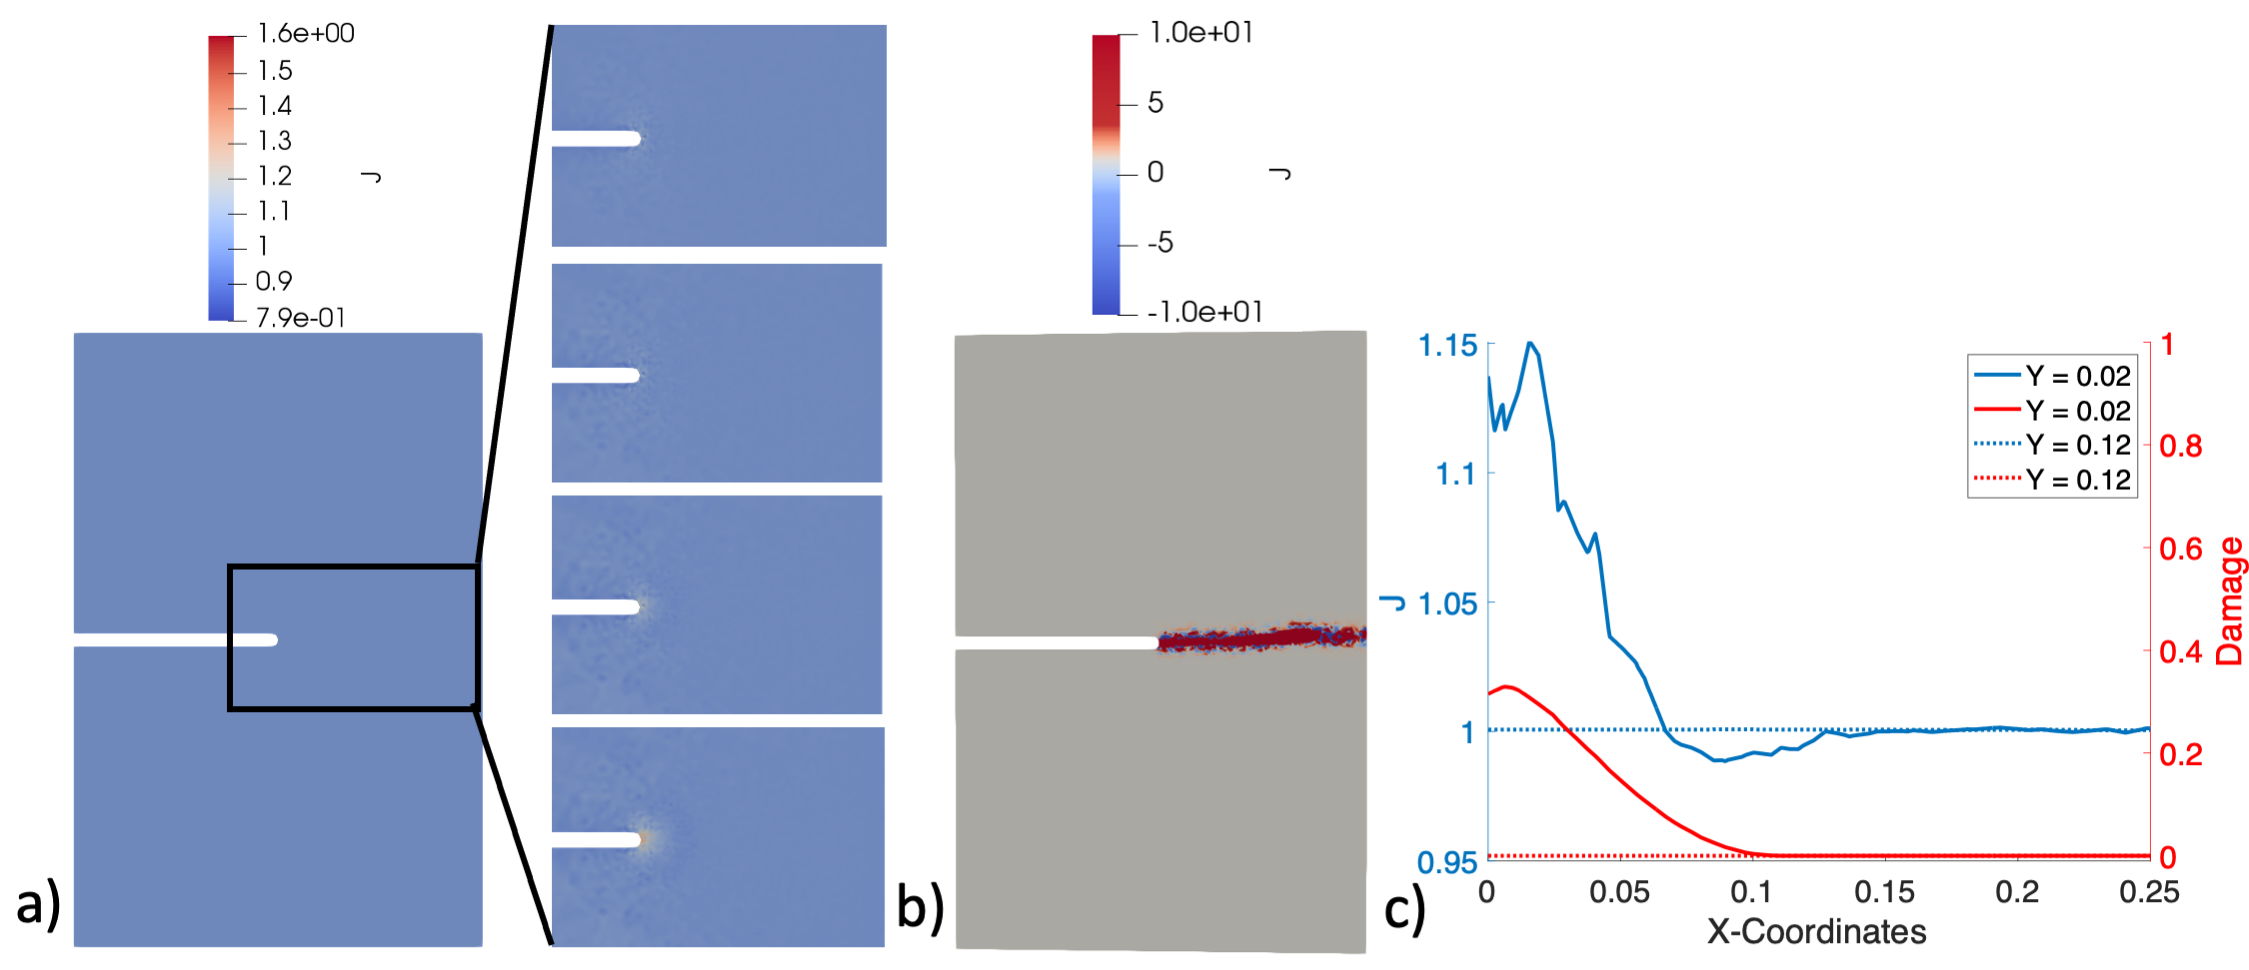 1.6e+00
1.5
1.4
1.3
1.2
1.1
1
0.9
7.9e-01
J
a)
1.0e+01
5
0
-5
-1.0e+01
J
b)
1.15
1.1
1.05
1
0.95
J
Y = 0.02
Y = 0.02
Y = 0.12
Y = 0.12
1
0.8
0.6
0.4
0.2
0
Damage
0
0.05
0.1
0.15
0.2
0.25
X-Coordinates
c)